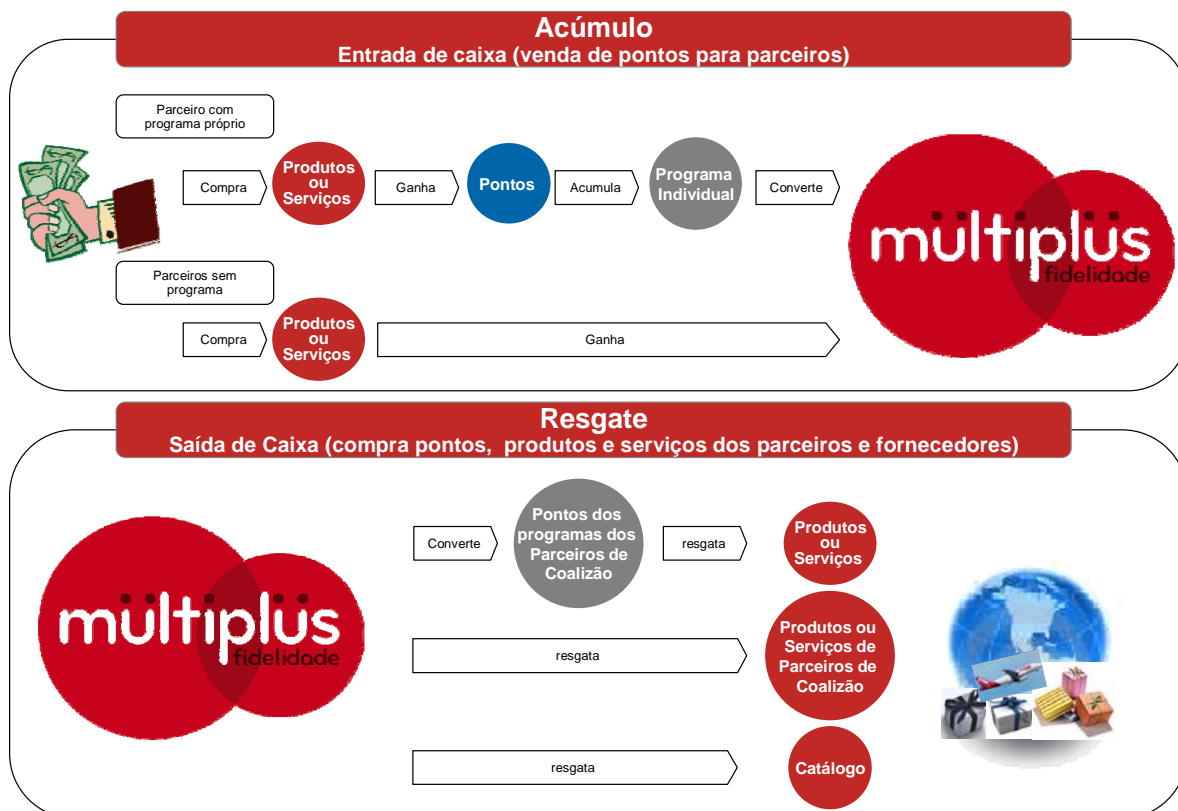 Acúmulo
Entrada de caixa (venda de pontos para parceiros)
Parceiro com
programa próprio
Compra
Produtos
ou
Serviços
Ganha
Pontos
Acumula
Programa
Individual
Converte
multiplus
fidelidade
Parceiros sem
programa
Compra
Produtos
ou
Serviços
Ganha
Resgate
Saída de Caixa (compra pontos, produtos e serviços dos parceiros e fornecedores)
multiplus
fidelidade
Converte
Pontos dos
programas dos
Parceiros de
Coalizão
resgata
Produtos
ou
Serviços
resgata
Produtos ou
Serviços de
Parceiros de
Coalizão
resgata
Catálogo